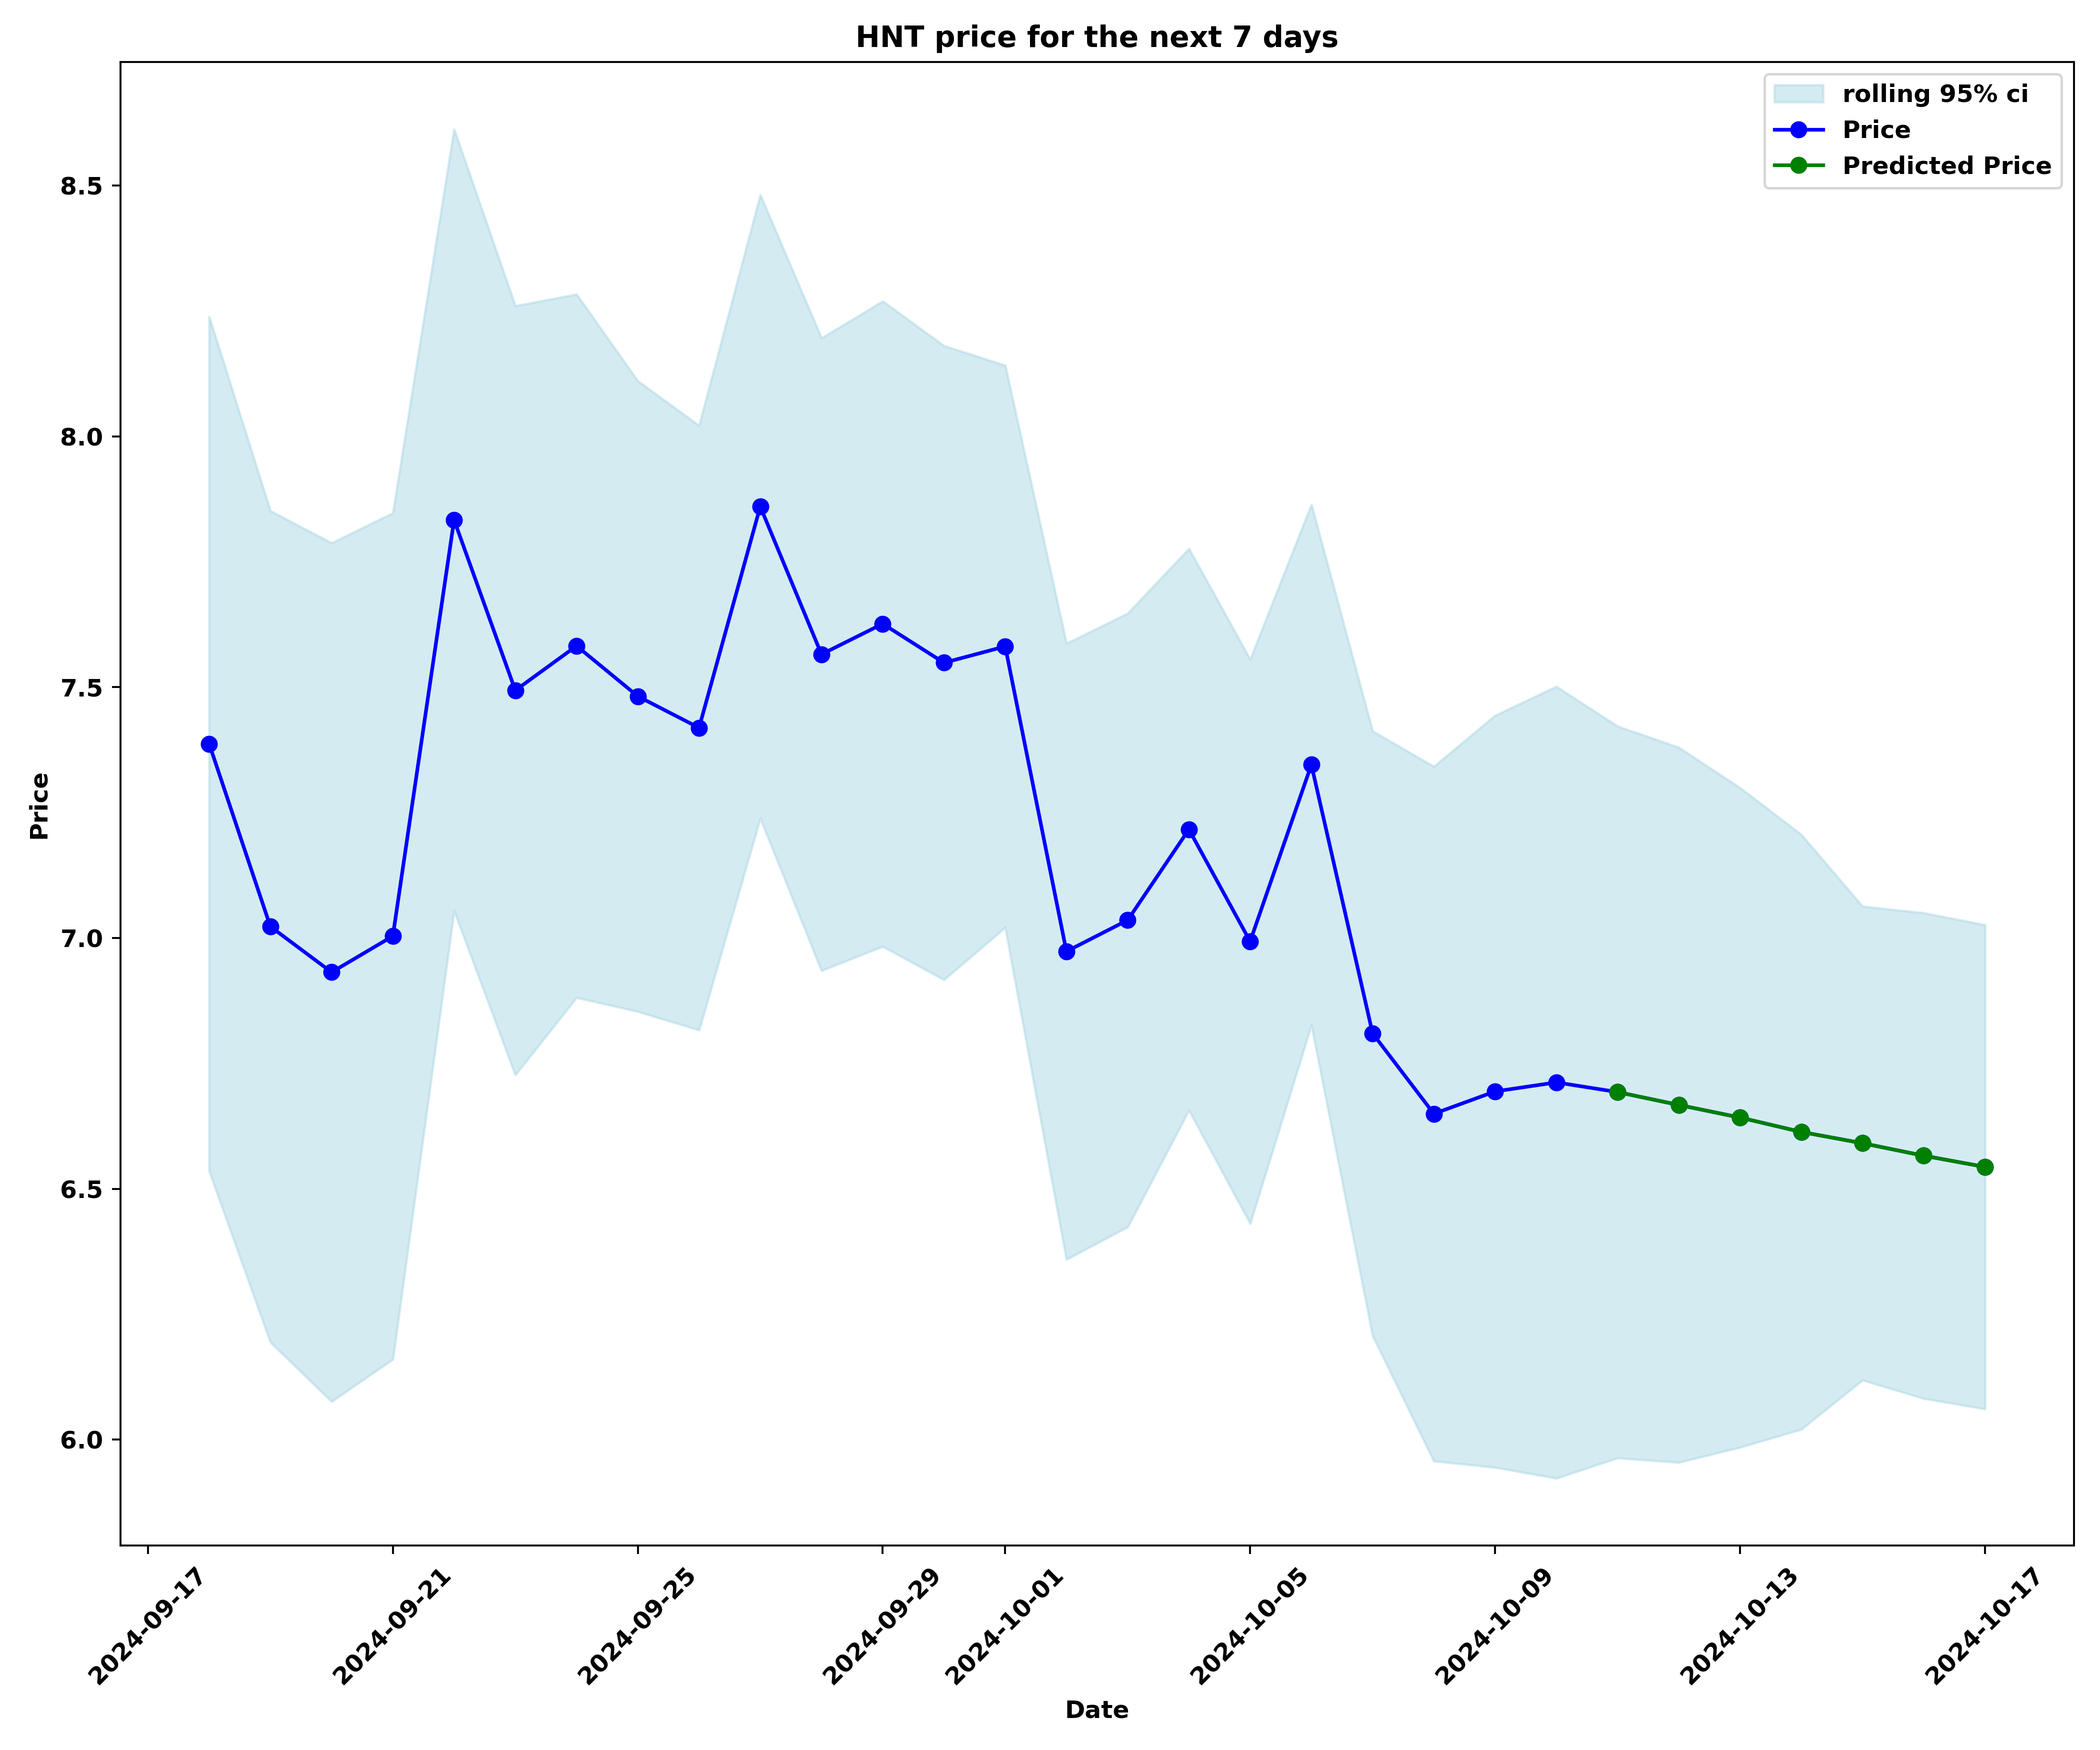 HNT price for the next 7 days
rolling 95% ci
Price
Predicted Price
8.5
8.0
7.5
7.0
6.5
6.0
Price
2024-09-17
2024-09-21
2024-09-25
2024-09-29
2024-10-01
2024-10-05
2024-10-09
2024-10-13
2024-10-17
Date